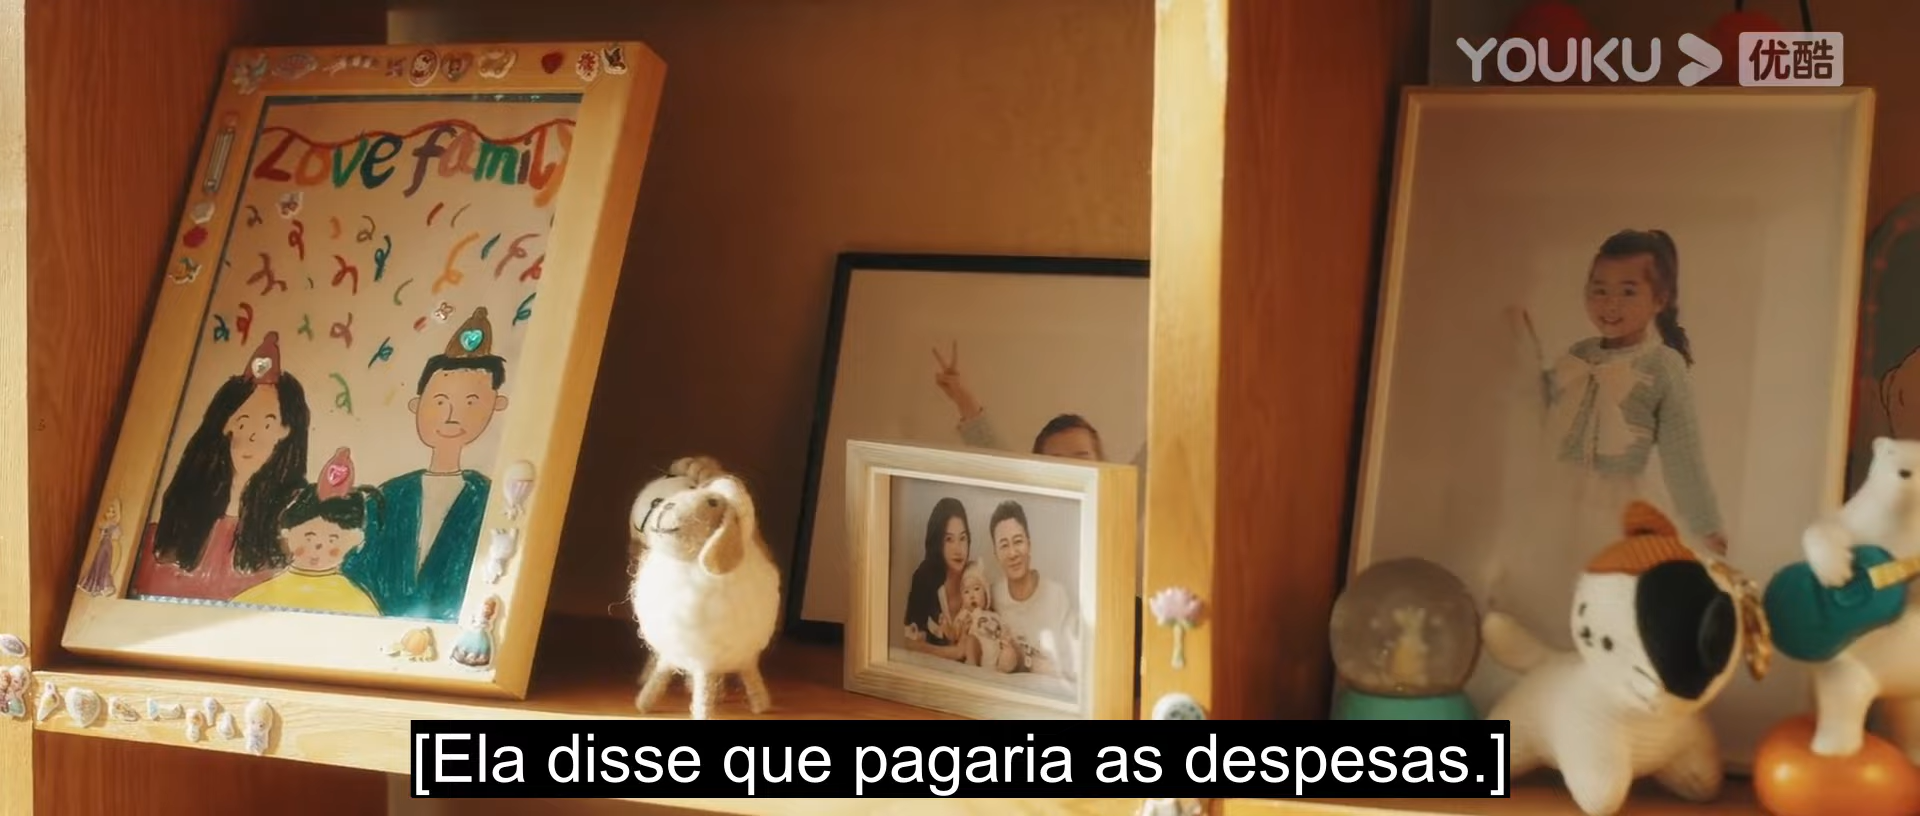 YOUKU 优酷
Love family
[Ela disse que pagaria as despesas.]